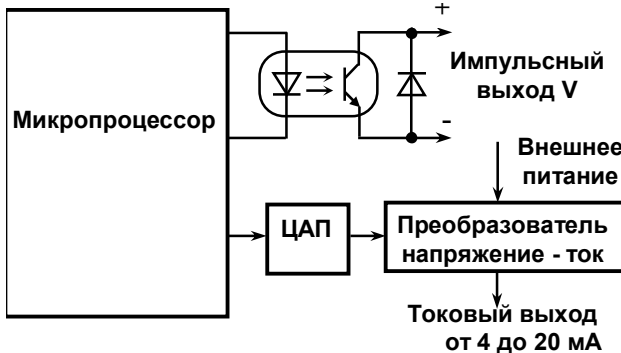 +
Импульсный
выход V
Микропроцессор
-
Внешнее
питание
ЦАП
Преобразователь
напряжение - ток
Токовый выход
от 4 до 20 мА